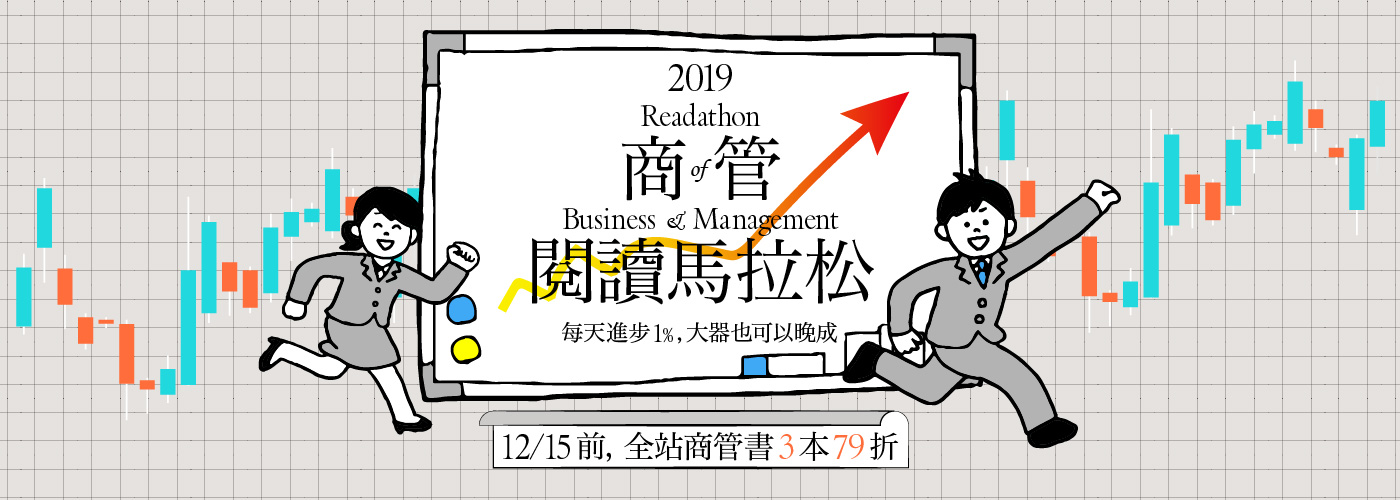 2019
Readathon
商 of 管
Business & Management
閱讀馬拉松
每天進步1%,大器也可以晚成
12/15前, 全站商管書3本79折